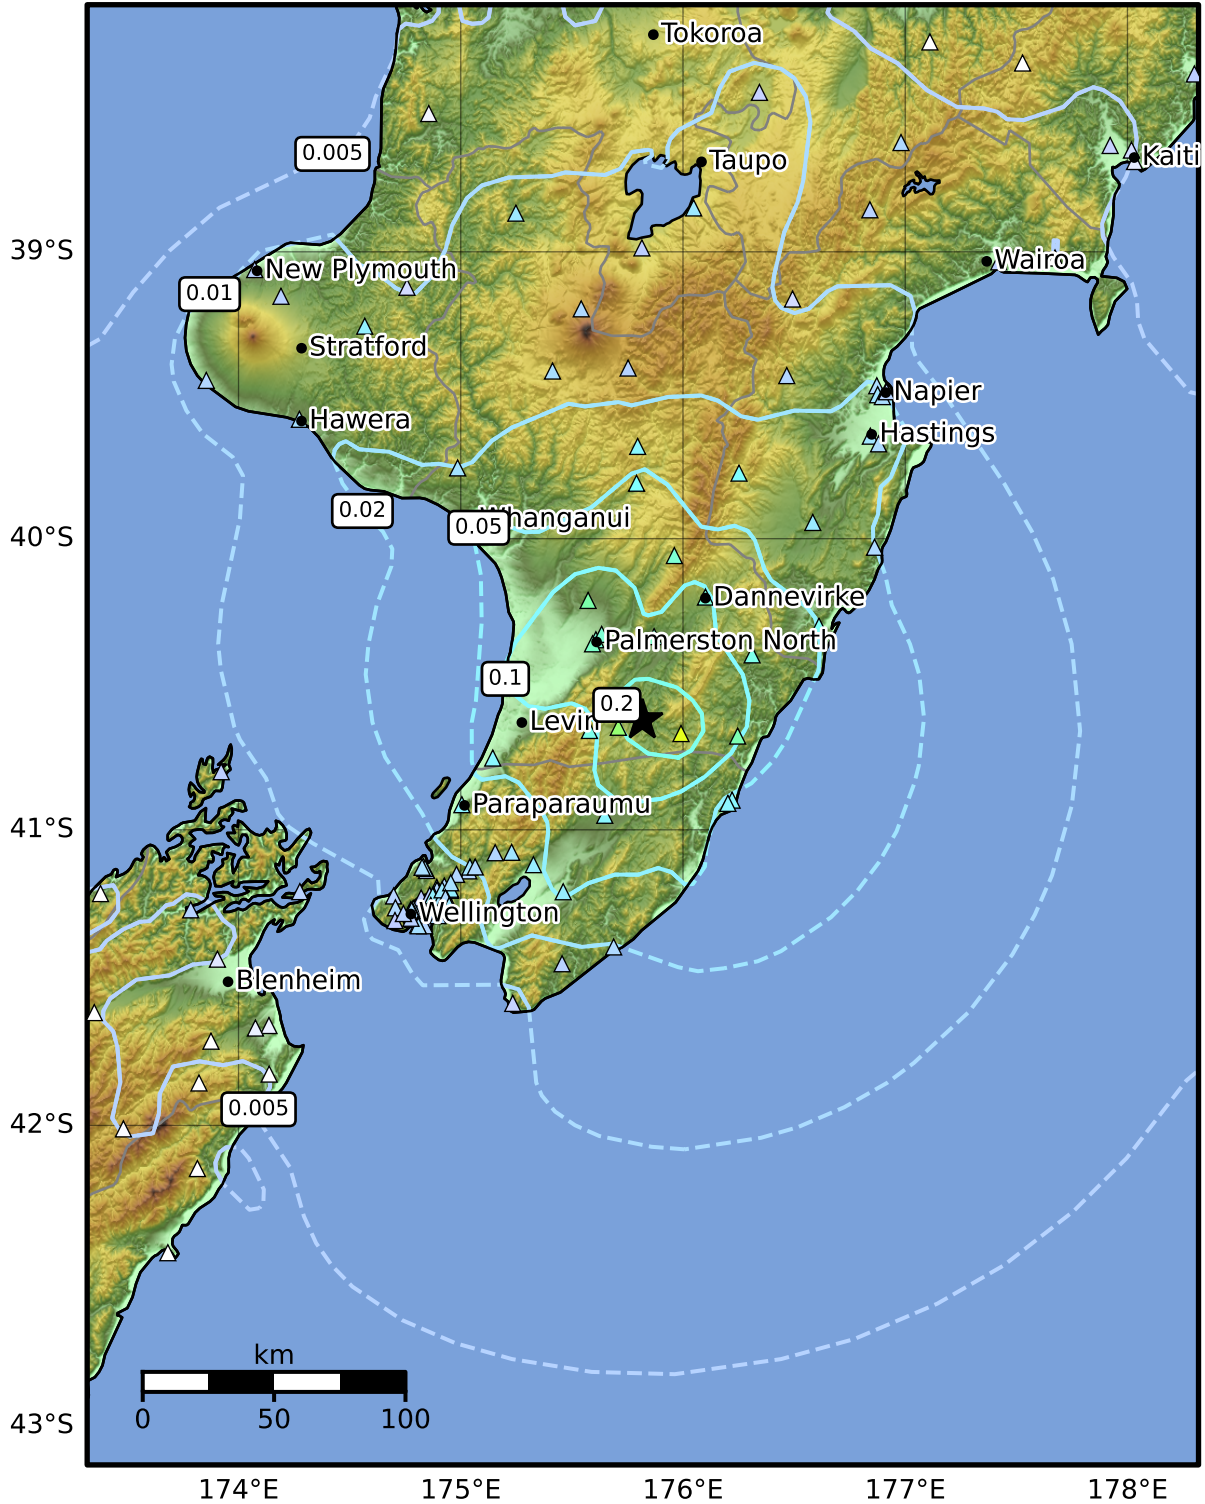 Tokoroa
0.005
Taupo
Kaiti
39°S
New Plymouth
Wairoa
0.01
Stratford
Napier
Hawera
Hastings
0.02
Whanganui
0.05
40°S
Dannevirke
Palmerston North
0.1
0.2
Levin
Paraparaumu
41°S
Wellington
Blenheim
0.005
42°S
km
0 50 100
43°S
174°E 175°E 176°E 177°E 178°E